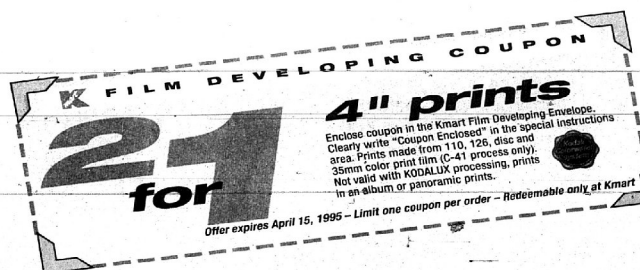 K FILM DEVELOPING COUPON
2 for 1
4" prints
Enclose coupon in the Kmart Film Developing Envelope.
Clearly write "Coupon Enclosed" in the special instructions
area. Prints made from 110, 126, disc and
35mm color print film (C-41 process only).
Not valid with KODALUX processing, prints
in an album or panoramic prints.
Offer expires April 15, 1995 – Limit one coupon per order – Redeemable only at Kmart